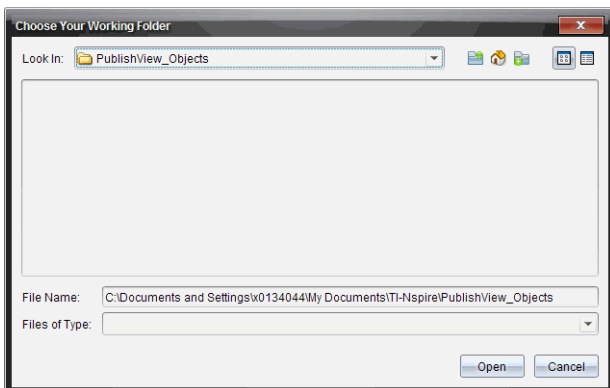 Choose Your Working Folder
Look In: PublishView_Objects
File Name: C:\Documents and Settings\x0134044\My Documents\TI-Nspire\PublishView_Objects
Files of Type:
Open Cancel